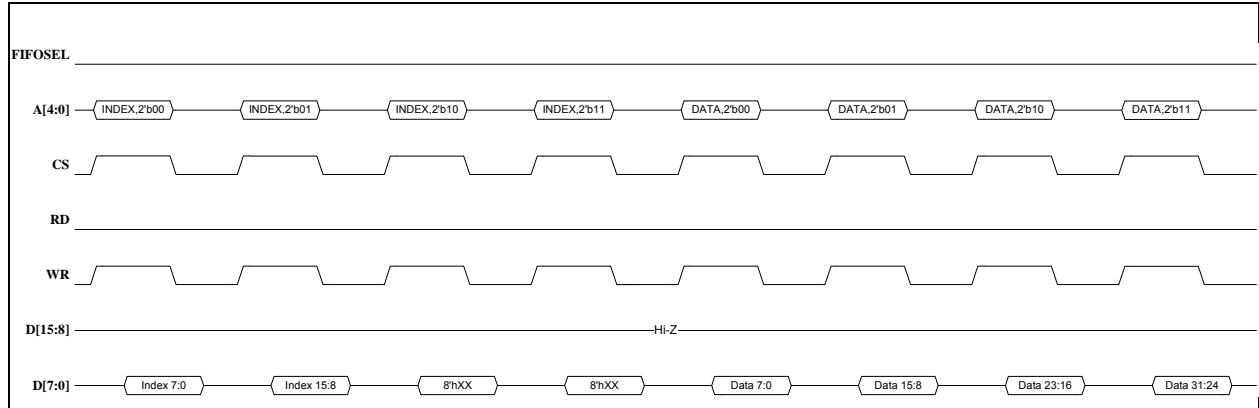 FIFOSEL
A[4:0] INDEX,2'b00 INDEX,2'b01 INDEX,2'b10 INDEX,2'b11 DATA,2'b00 DATA,2'b01 DATA,2'b10 DATA,2'b11
CS
RD
WR
D[15:8] Hi-Z
D[7:0] Index 7:0 Index 15:8 8'hXX 8'hXX Data 7:0 Data 15:8 Data 23:16 Data 31:24